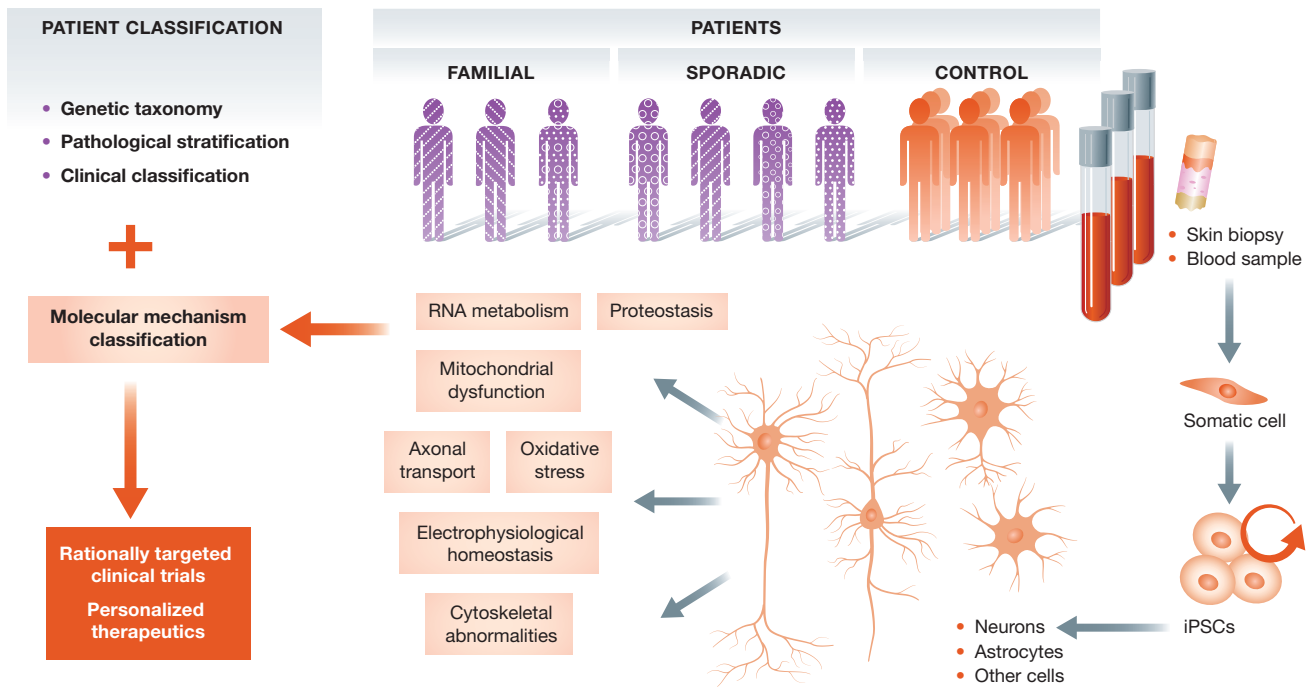 PATIENT CLASSIFICATION
• Genetic taxonomy
• Pathological stratification
• Clinical classification
+
Molecular mechanism
classification
Rationally targeted
clinical trials
Personalized
therapeutics
PATIENTS
FAMILIAL
SPORADIC
CONTROL
• Skin biopsy
• Blood sample
Somatic cell
iPSCs
• Neurons
• Astrocytes
• Other cells
RNA metabolism
Proteostasis
Mitochondrial
dysfunction
Axonal
transport
Oxidative
stress
Electrophysiological
homeostasis
Cytoskeletal
abnormalities